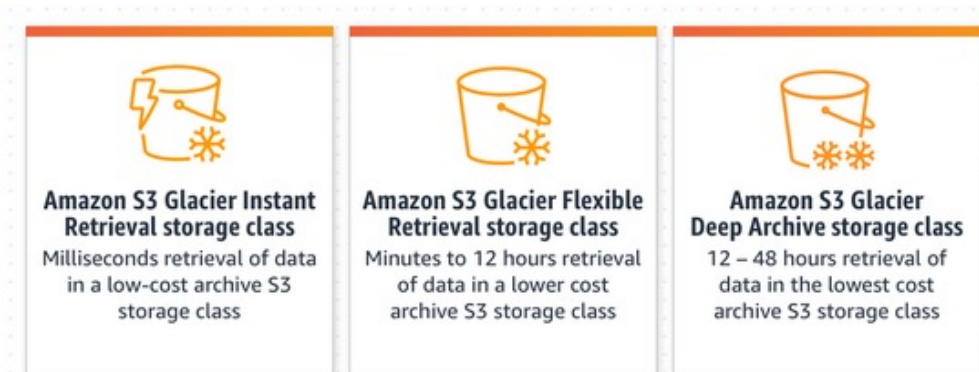 Amazon S3 Glacier Instant
Retrieval storage class
Milliseconds retrieval of data
in a low-cost archive S3
storage class
Amazon S3 Glacier Flexible
Retrieval storage class
Minutes to 12 hours retrieval
of data in a lower cost
archive S3 storage class
Amazon S3 Glacier
Deep Archive storage class
12 – 48 hours retrieval of
data in the lowest cost
archive S3 storage class